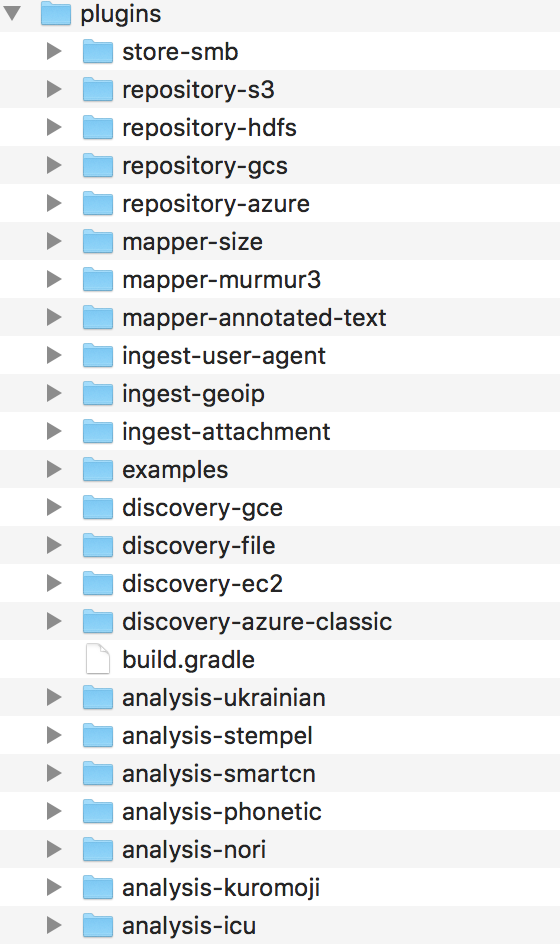 plugins
store-smb
repository-s3
repository-hdfs
repository-gcs
repository-azure
mapper-size
mapper-murmur3
mapper-annotated-text
ingest-user-agent
ingest-geoip
ingest-attachment
examples
discovery-gce
discovery-file
discovery-ec2
discovery-azure-classic
build.gradle
analysis-ukrainian
analysis-stempel
analysis-smartcn
analysis-phonetic
analysis-nori
analysis-kuromoji
analysis-icu